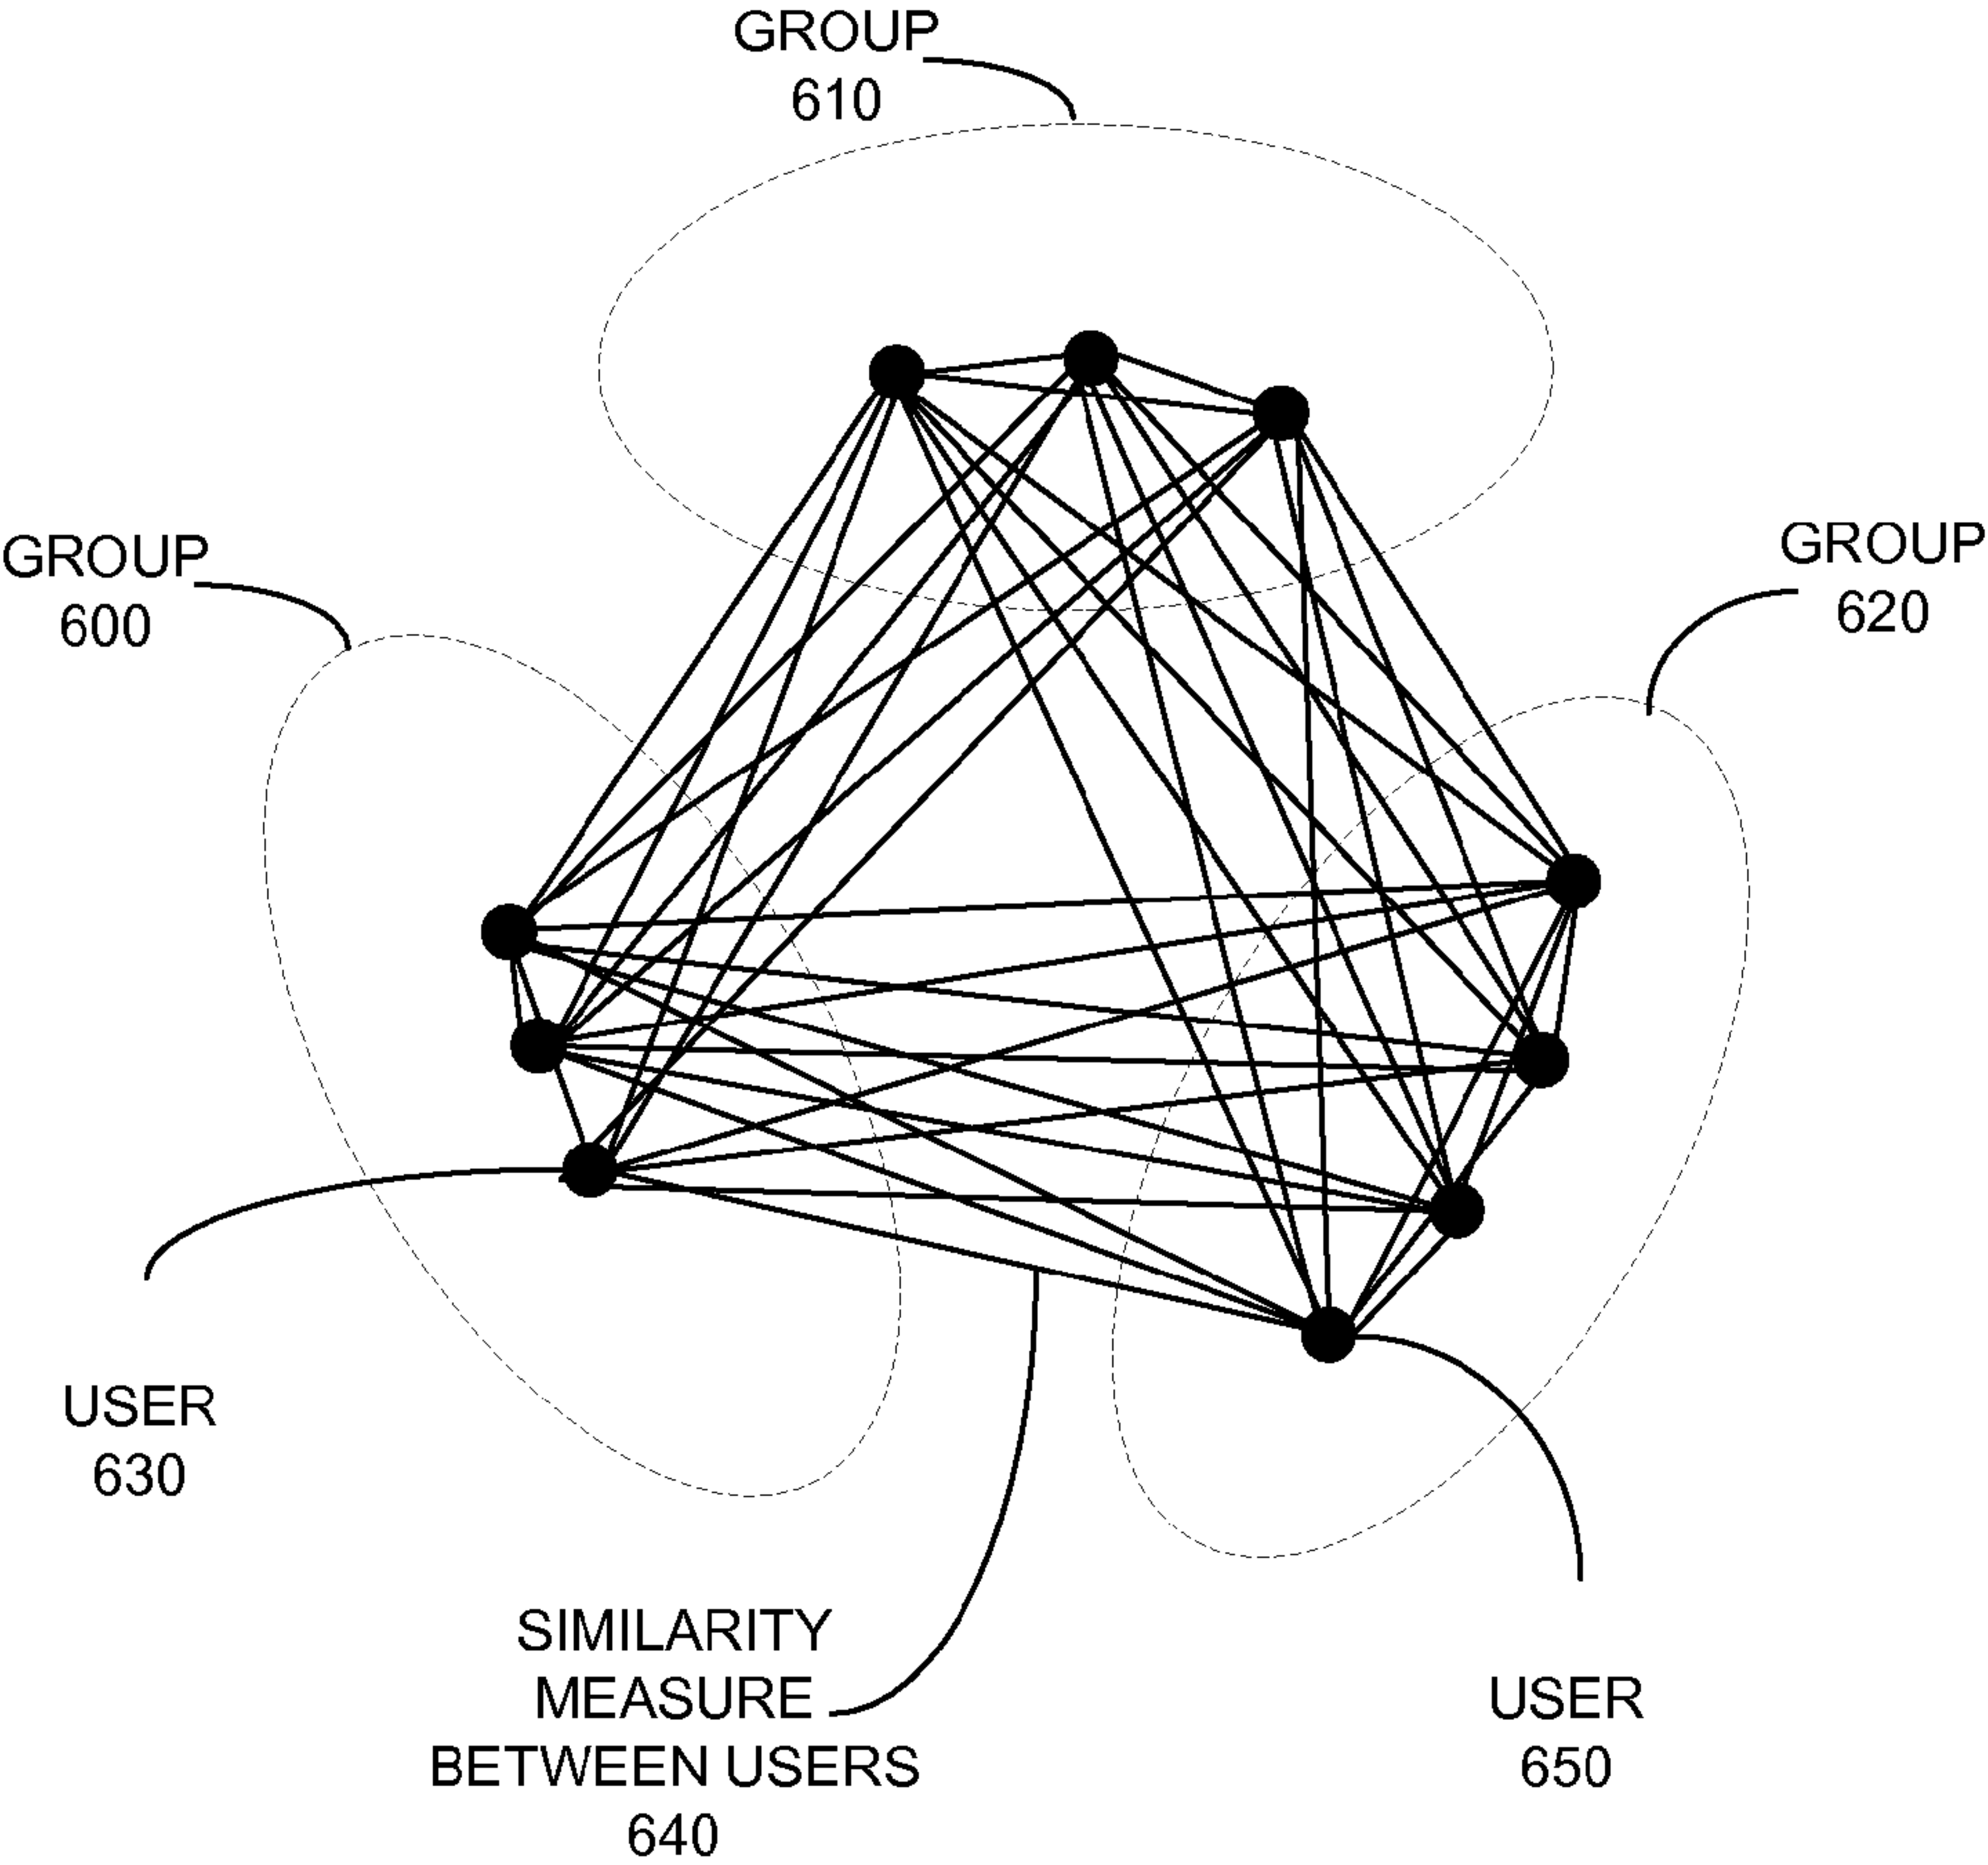 GROUP
610
GROUP
600
GROUP
620
USER
630
SIMILARITY
MEASURE
BETWEEN USERS
640
USER
650